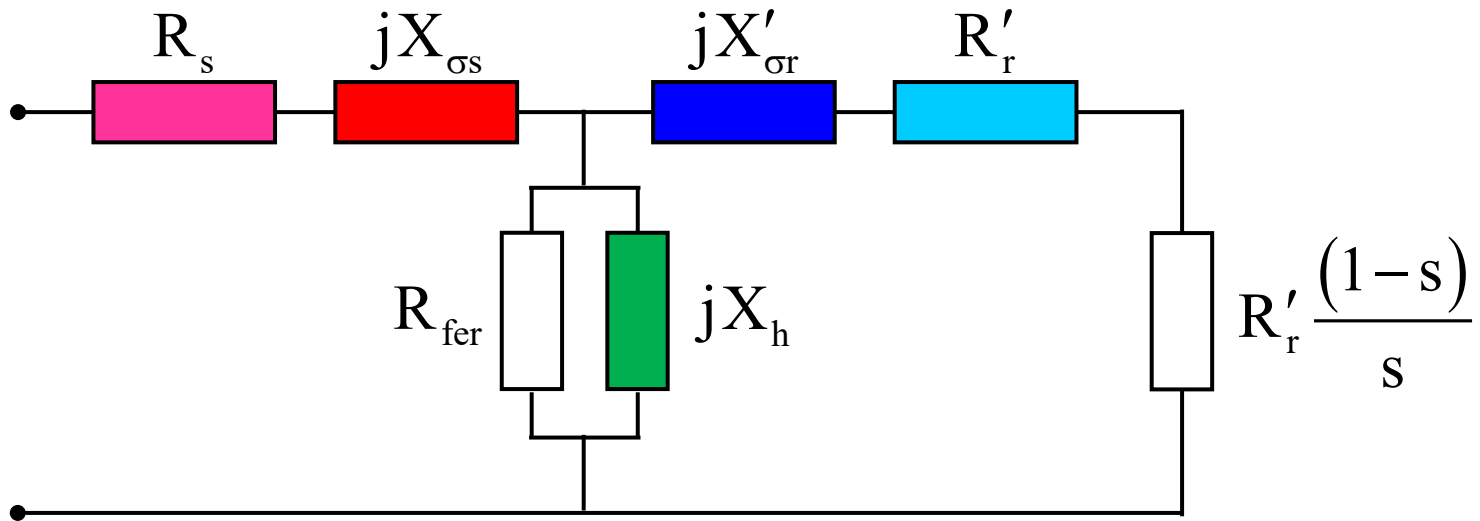 R_s
jX_σs
jX′_σr
R′_r
R_fer
jX_h
R′_r (1−s)/s